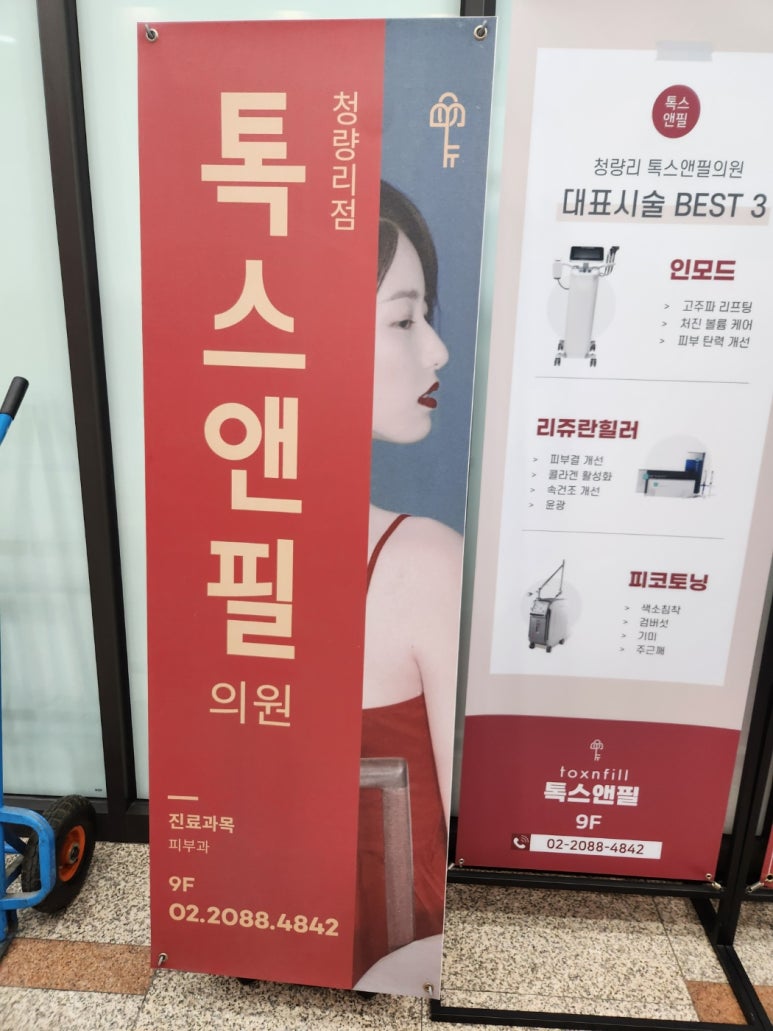 청량리점
톡스앤필
의원
진료과목
피부과
9F
02.2088.4842
톡스
앤필
청량리 톡스앤필의원
대표시술 BEST 3
인모드
> 고주파 리프팅
> 처진 볼륨 케어
> 피부 탄력 개선
리쥬란힐러
> 피부결 개선
> 콜라겐 활성화
> 속건조 개선
> 윤광
피코토닝
> 색소침착
> 검버섯
> 기미
> 주근깨
toxnfill
톡스앤필
9F
02-2088-4842